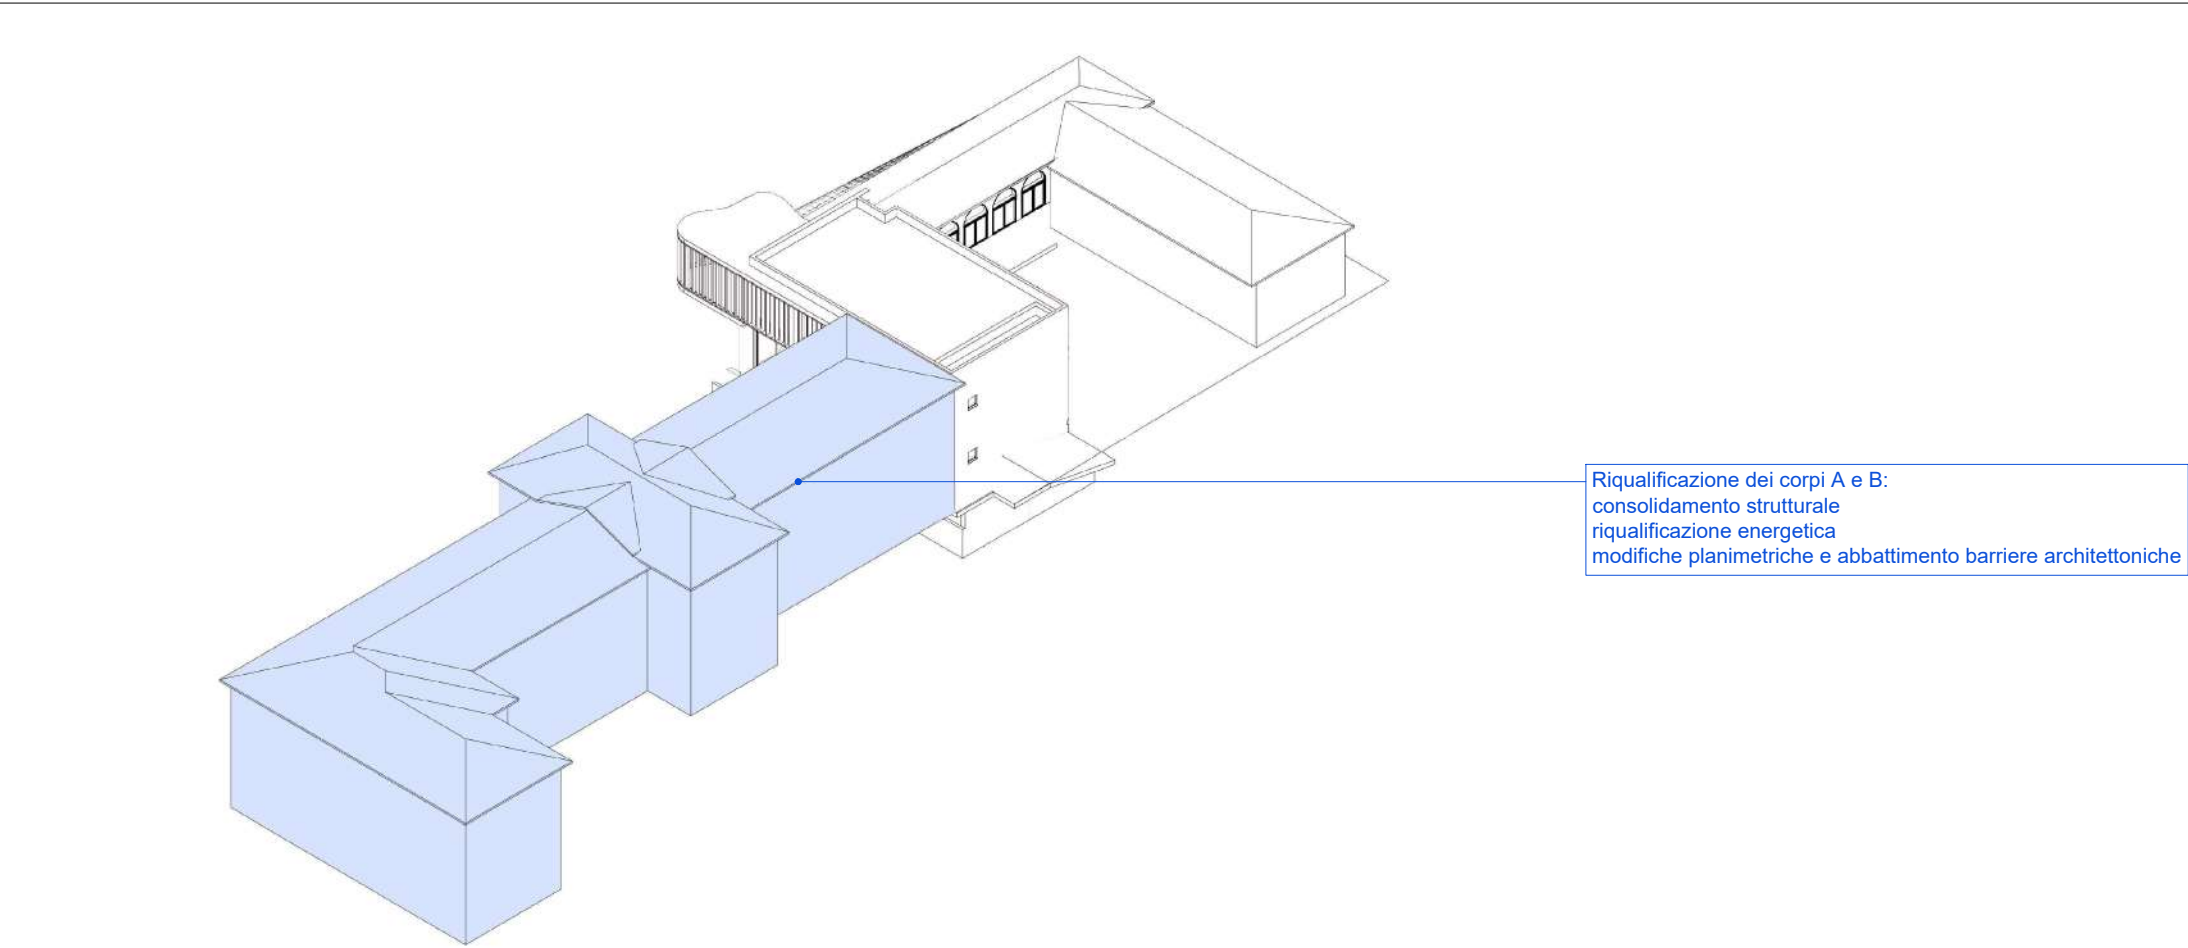 Riqualificazione dei corpi A e B:
consolidamento strutturale
riqualificazione energetica
modifiche planimetriche e abbattimento barriere architettoniche